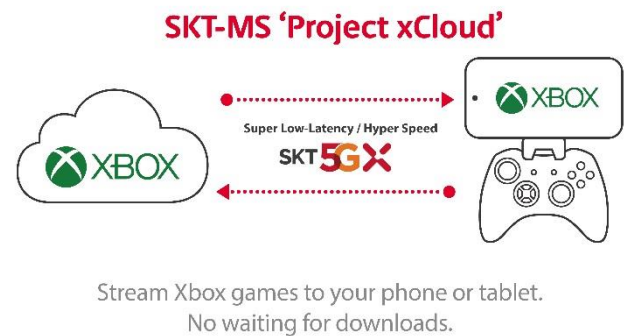 SKT-MS ‘Project xCloud’
XBOX
Super Low-Latency / Hyper Speed
SKT 5GX
XBOX
Stream Xbox games to your phone or tablet.
No waiting for downloads.